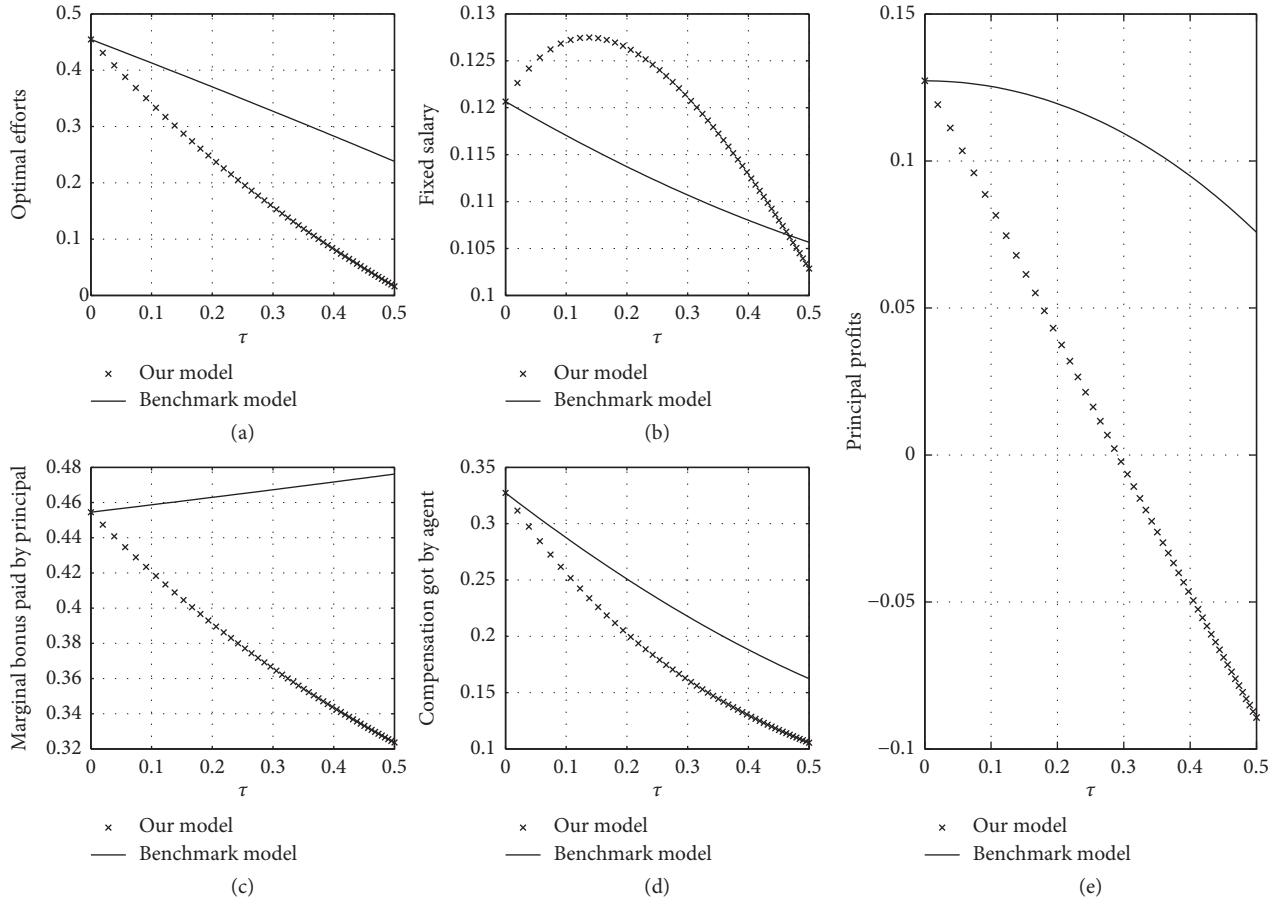 Optimal efforts
0.5
0.4
0.3
0.2
0.1
0
0 0.1 0.2 0.3 0.4 0.5
τ
× Our model
— Benchmark model
(a)
Fixed salary
0.13
0.125
0.12
0.115
0.11
0.105
0.1
0 0.1 0.2 0.3 0.4 0.5
τ
× Our model
— Benchmark model
(b)
Marginal bonus paid by principal
0.48
0.46
0.44
0.42
0.4
0.38
0.36
0.34
0.32
0 0.1 0.2 0.3 0.4 0.5
τ
× Our model
— Benchmark model
(c)
Compensation got by agent
0.35
0.3
0.25
0.2
0.15
0.1
0 0.1 0.2 0.3 0.4 0.5
τ
× Our model
— Benchmark model
(d)
Principal profits
0.15
0.1
0.05
0
−0.05
−0.1
0 0.1 0.2 0.3 0.4 0.5
τ
× Our model
— Benchmark model
(e)